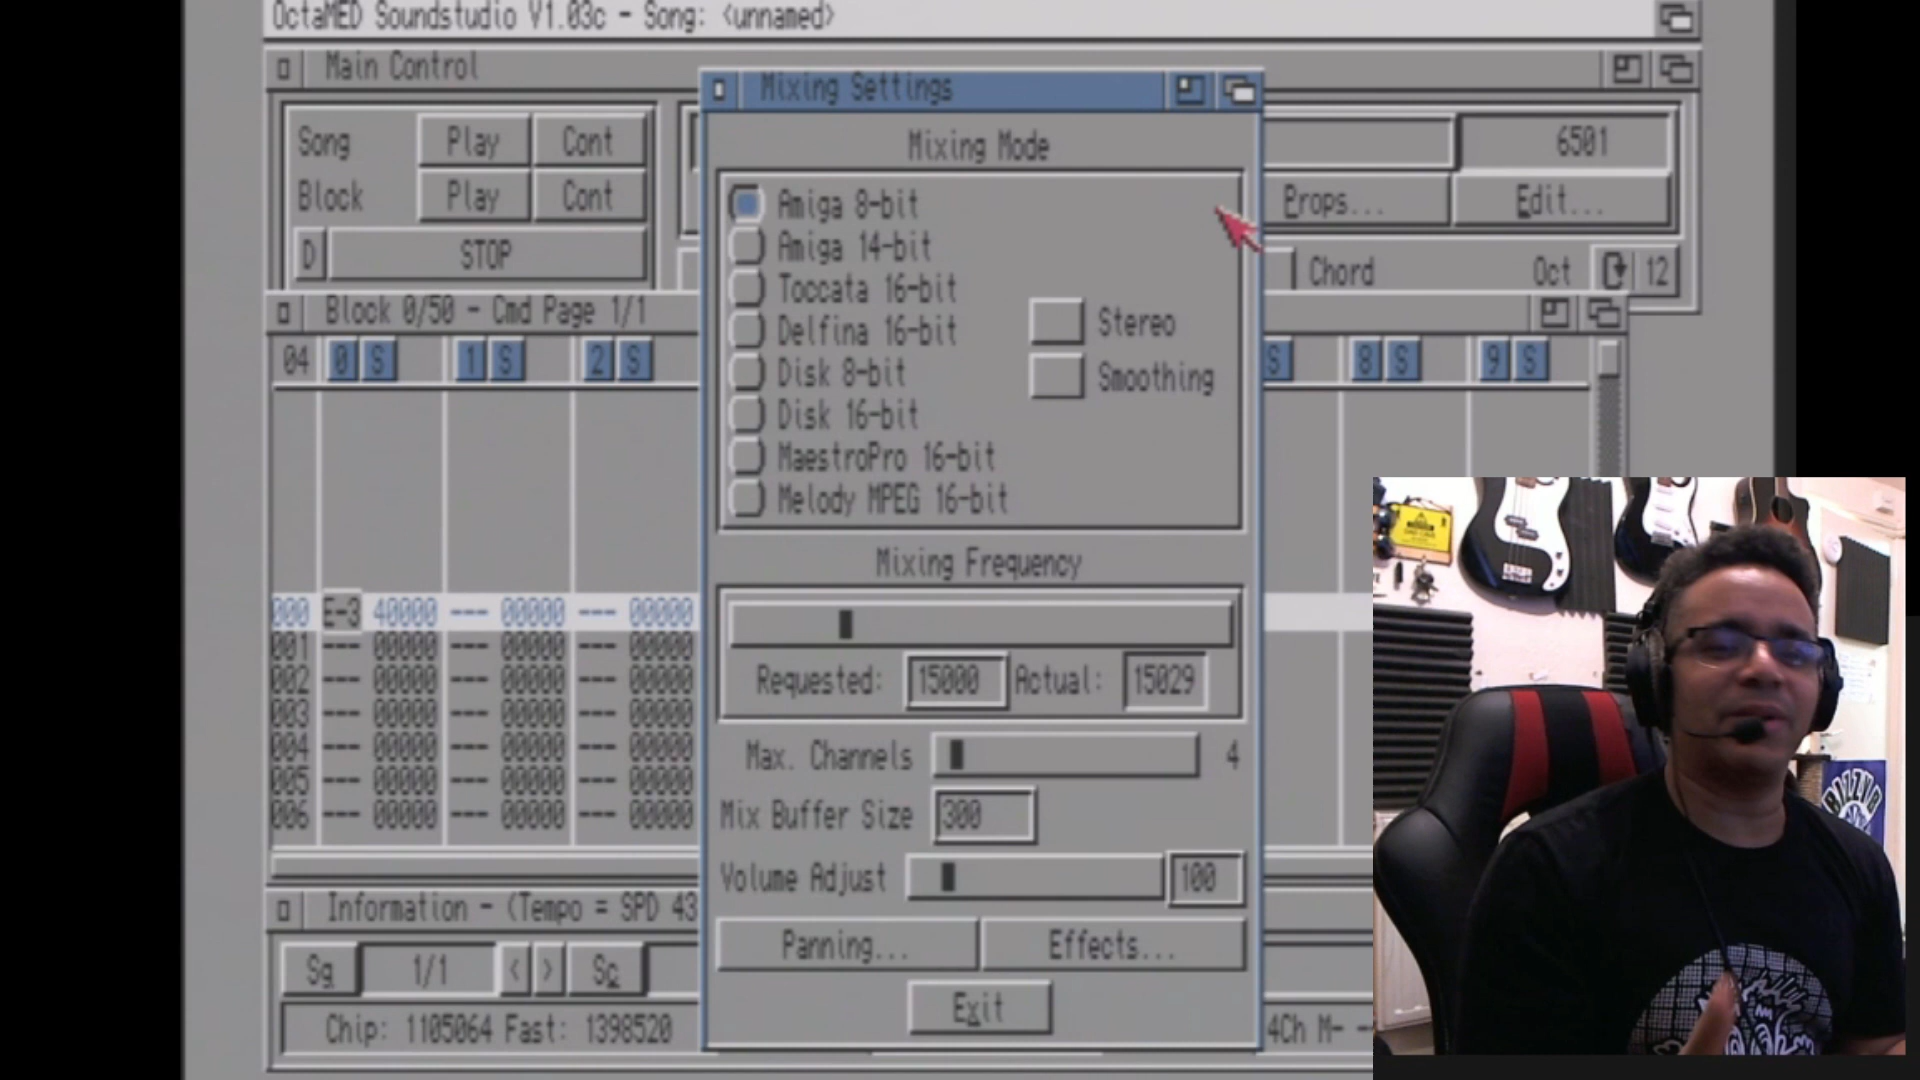 OctaMED Soundstudio V1.03c - Song: <unnamed>
Main Control
Song Play Cont
Block Play Cont
D STOP
6501
Props... Edit...
Chord Oct 12
Block 0/50 - Cmd Page 1/1
04 0 S 1 S 2 S S 8 S 9 S
000 E-3 40000 --- 00000 --- 00000
001 --- 00000 --- 00000 --- 00000
002 --- 00000 --- 00000 --- 00000
003 --- 00000 --- 00000 --- 00000
004 --- 00000 --- 00000 --- 00000
005 --- 00000 --- 00000 --- 00000
006 --- 00000 --- 00000 --- 00000
Information - (Tempo = SPD 43
Sg 1/1 < > Sc
Chip: 1105064 Fast: 1398520
4Ch M- -
Mixing Settings
Mixing Mode
Amiga 8-bit
Amiga 14-bit
Toccata 16-bit
Delfina 16-bit
Disk 8-bit
Disk 16-bit
MaestroPro 16-bit
Melody MPEG 16-bit
Stereo
Smoothing
Mixing Frequency
Requested: 15000 Actual: 15029
Max. Channels 4
Mix Buffer Size 300
Volume Adjust 100
Panning... Effects...
Exit